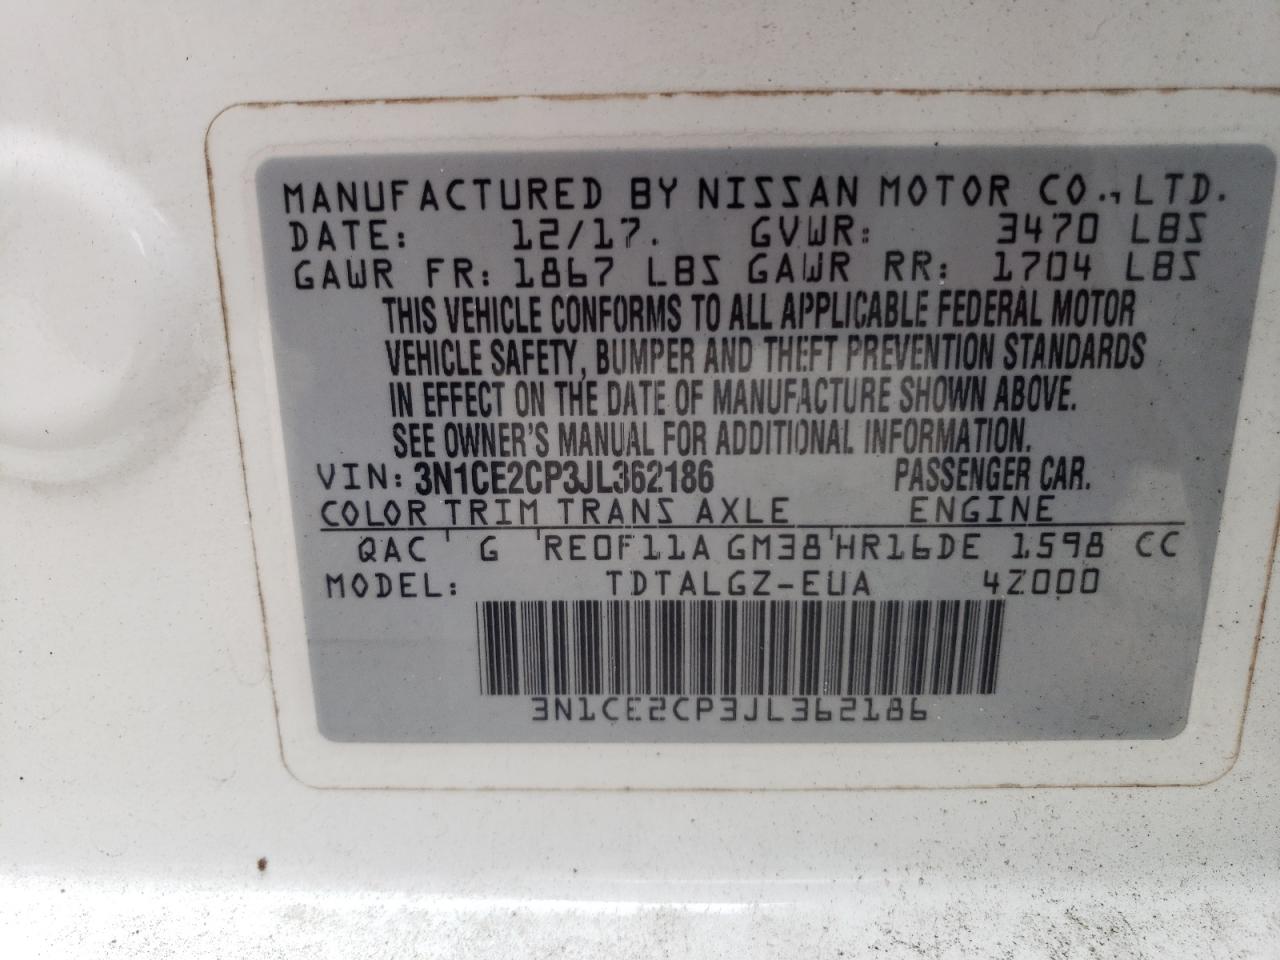 MANUFACTURED BY NISSAN MOTOR CO., LTD.
DATE: 12/17. GVWR: 3470 LBS
GAWR FR: 1867 LBS GAWR RR: 1704 LBS
THIS VEHICLE CONFORMS TO ALL APPLICABLE FEDERAL MOTOR
VEHICLE SAFETY, BUMPER AND THEFT PREVENTION STANDARDS
IN EFFECT ON THE DATE OF MANUFACTURE SHOWN ABOVE.
SEE OWNER'S MANUAL FOR ADDITIONAL INFORMATION.
VIN: 3N1CE2CP3JL362186 PASSENGER CAR.
COLOR TRIM TRANS AXLE ENGINE
QAC ' G ' RE0F11A GM38 ' HR16DE 1598 CC
MODEL: TDTALGZ-EUA 4Z000
3N1CE2CP3JL362186